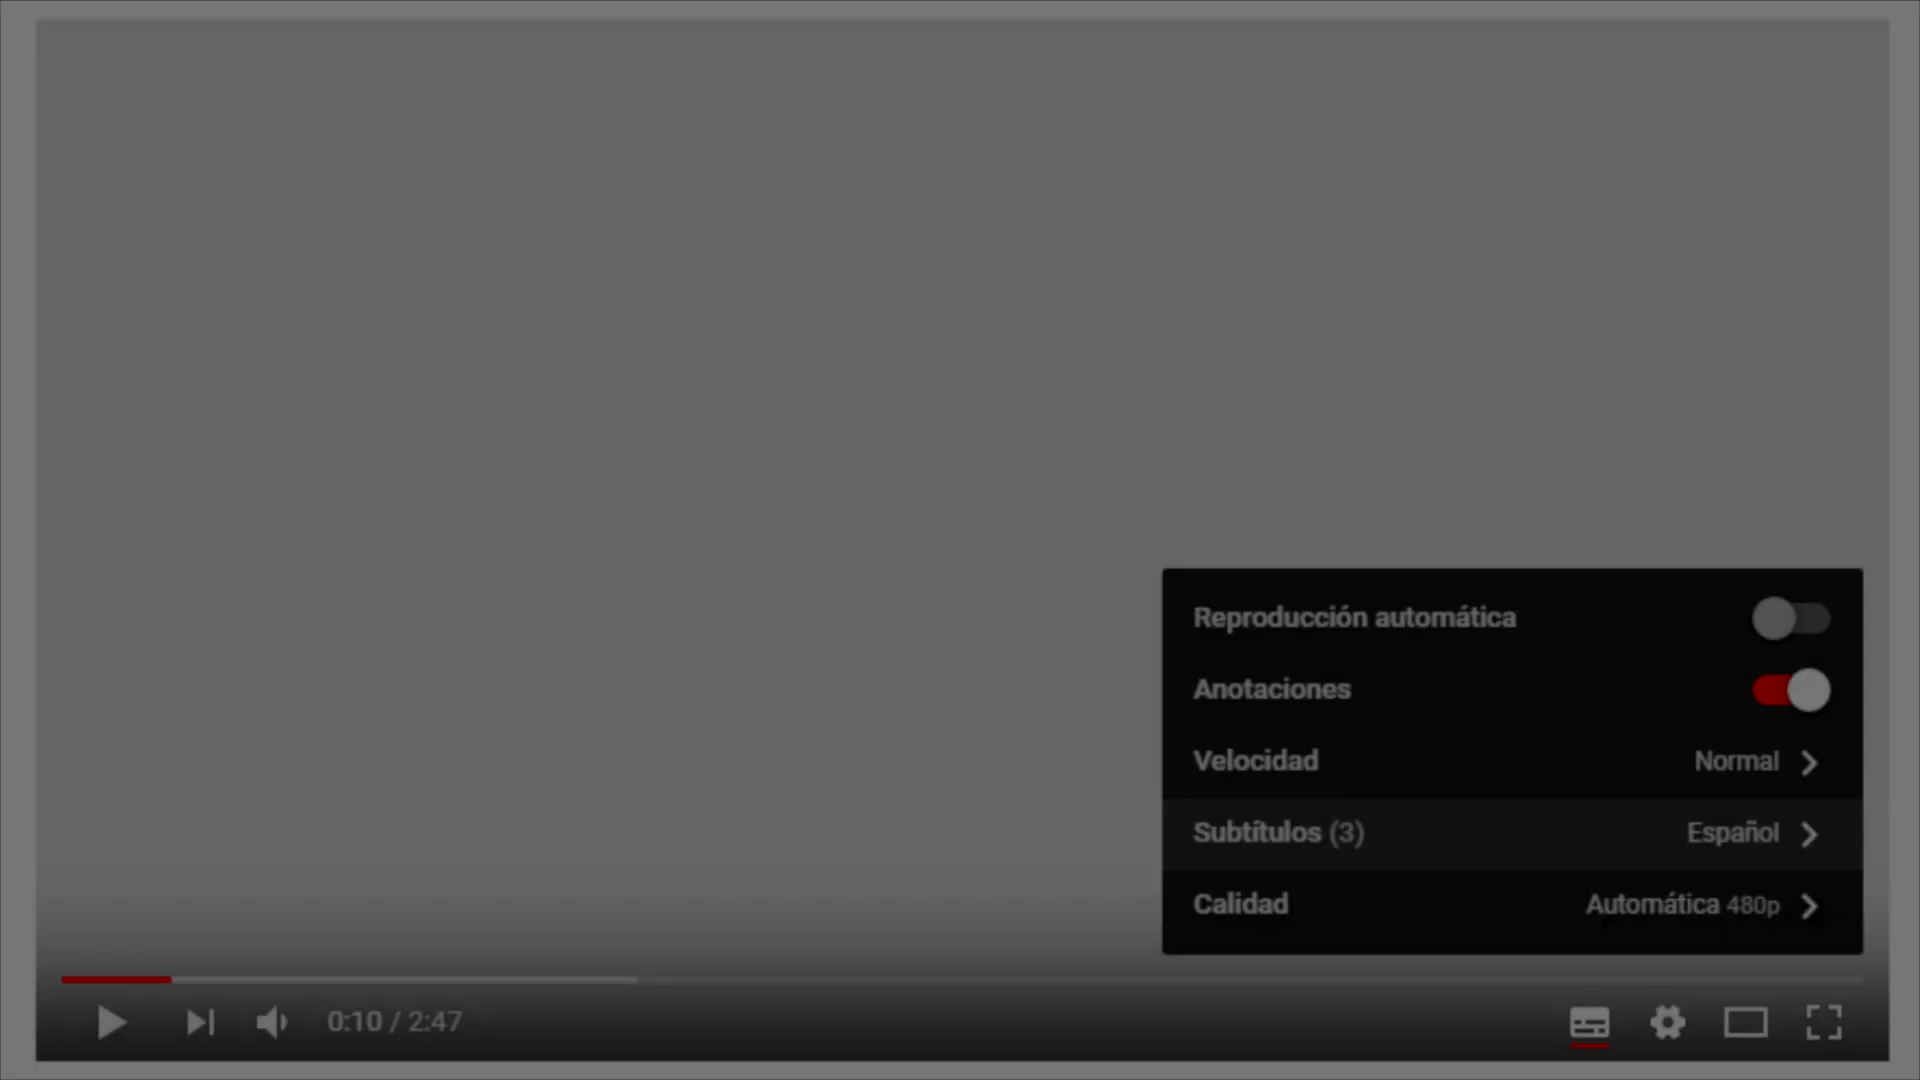 Reproducción automática
Anotaciones
Velocidad Normal
Subtítulos (3) Español
Calidad Automática 480p
0:10 / 2:47